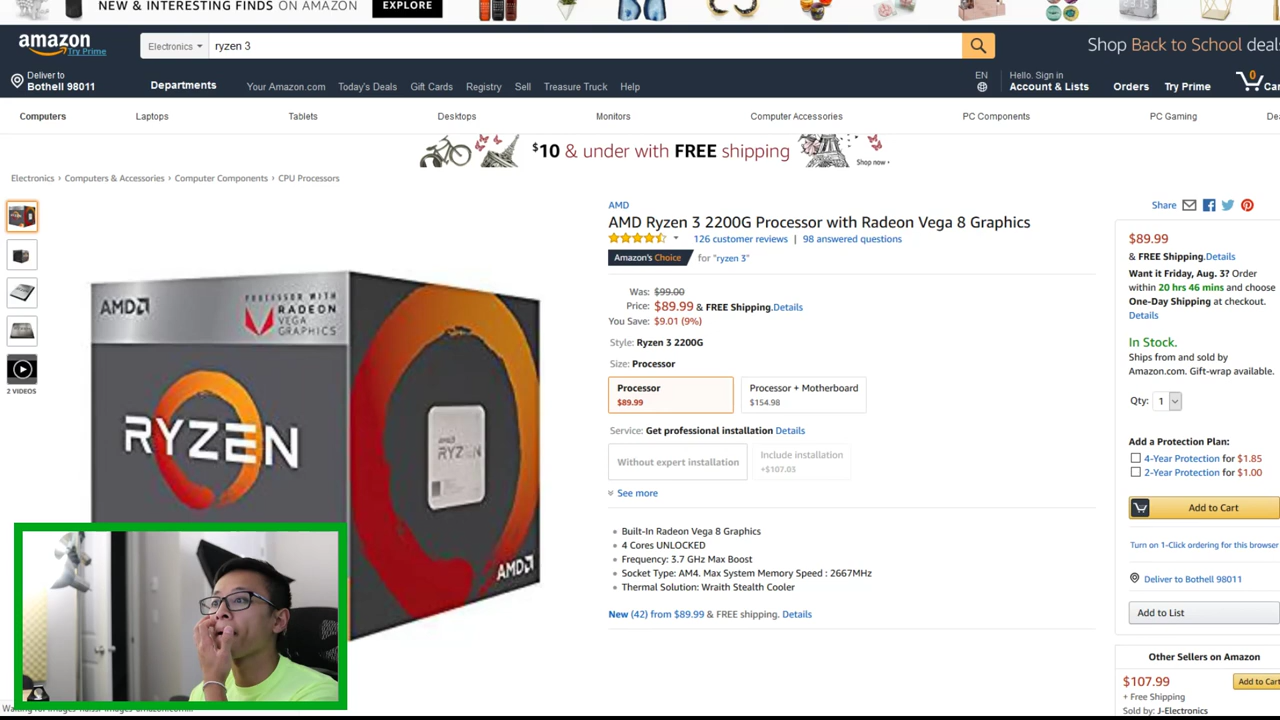 NEW & INTERESTING FINDS ON AMAZON
EXPLORE
amazon
Try Prime
Electronics
ryzen 3
Shop Back to School deals
Deliver to
Bothell 98011
Departments
Your Amazon.com
Today's Deals
Gift Cards
Registry
Sell
Treasure Truck
Help
EN
Hello. Sign in
Account & Lists
Orders
Try Prime
0
Car
Computers
Laptops
Tablets
Desktops
Monitors
Computer Accessories
PC Components
PC Gaming
De
$10 & under with FREE shipping
Shop now ›
Electronics › Computers & Accessories › Computer Components › CPU Processors
2 VIDEOS
AMD
PROCESSOR WITH
RADEON
VEGA
GRAPHICS
RYZEN
AMD
RYZEN
AMD
AMD
AMD Ryzen 3 2200G Processor with Radeon Vega 8 Graphics
126 customer reviews | 98 answered questions
Amazon's Choice for "ryzen 3"
Was: $99.00
Price: $89.99 & FREE Shipping. Details
You Save: $9.01 (9%)
Style: Ryzen 3 2200G
Size: Processor
Processor
$89.99
Processor + Motherboard
$154.98
Service: Get professional installation Details
Without expert installation
Include installation
+$107.03
See more
Built-In Radeon Vega 8 Graphics
4 Cores UNLOCKED
Frequency: 3.7 GHz Max Boost
Socket Type: AM4. Max System Memory Speed : 2667MHz
Thermal Solution: Wraith Stealth Cooler
New (42) from $89.99 & FREE shipping. Details
Share
$89.99
& FREE Shipping. Details
Want it Friday, Aug. 3? Order
within 20 hrs 46 mins and choose
One-Day Shipping at checkout.
Details
In Stock.
Ships from and sold by
Amazon.com. Gift-wrap available.
Qty: 1
Add a Protection Plan:
4-Year Protection for $1.85
2-Year Protection for $1.00
Add to Cart
Turn on 1-Click ordering for this browser
Deliver to Bothell 98011
Add to List
Other Sellers on Amazon
$107.99
Add to Cart
+ Free Shipping
Sold by: J-Electronics